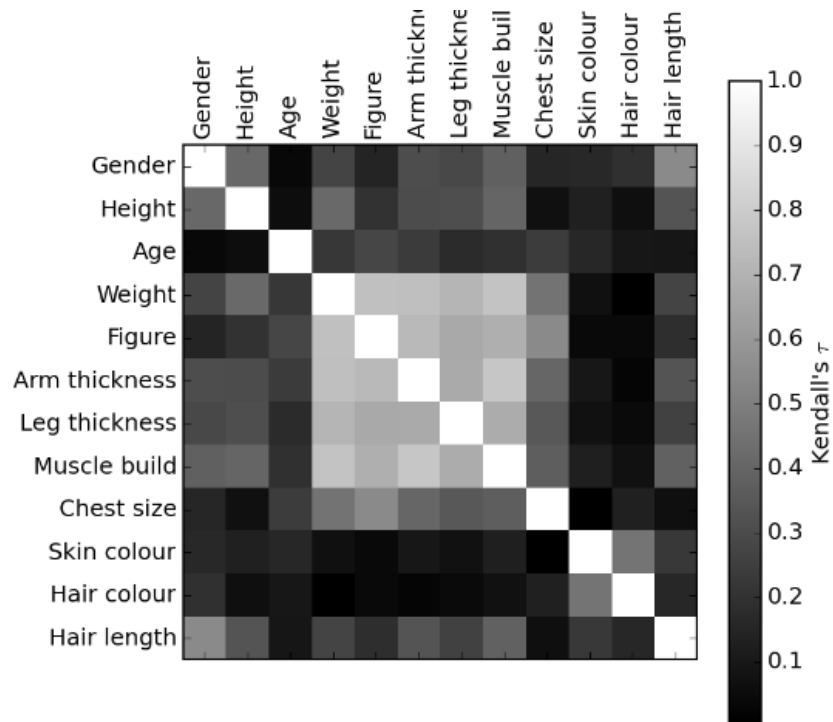 Gender
Height
Age
Weight
Figure
Arm thickn
Leg thickne
Muscle buil
Chest size
Skin colour
Hair colour
Hair length
Gender
Height
Age
Weight
Figure
Arm thickness
Leg thickness
Muscle build
Chest size
Skin colour
Hair colour
Hair length
1.0
0.9
0.8
0.7
0.6
0.5
0.4
0.3
0.2
0.1
Kendall's τ